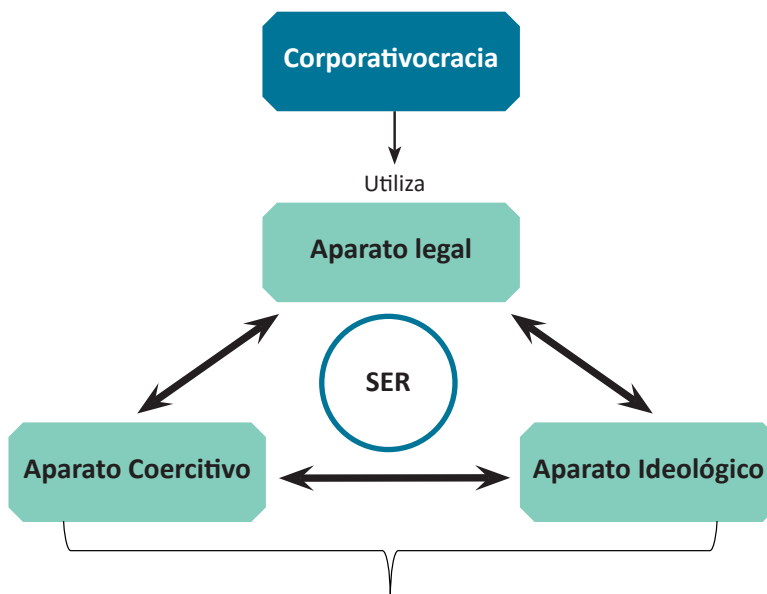 Corporativocracia
Utiliza
Aparato legal
SER
Aparato Coercitivo
Aparato Ideológico